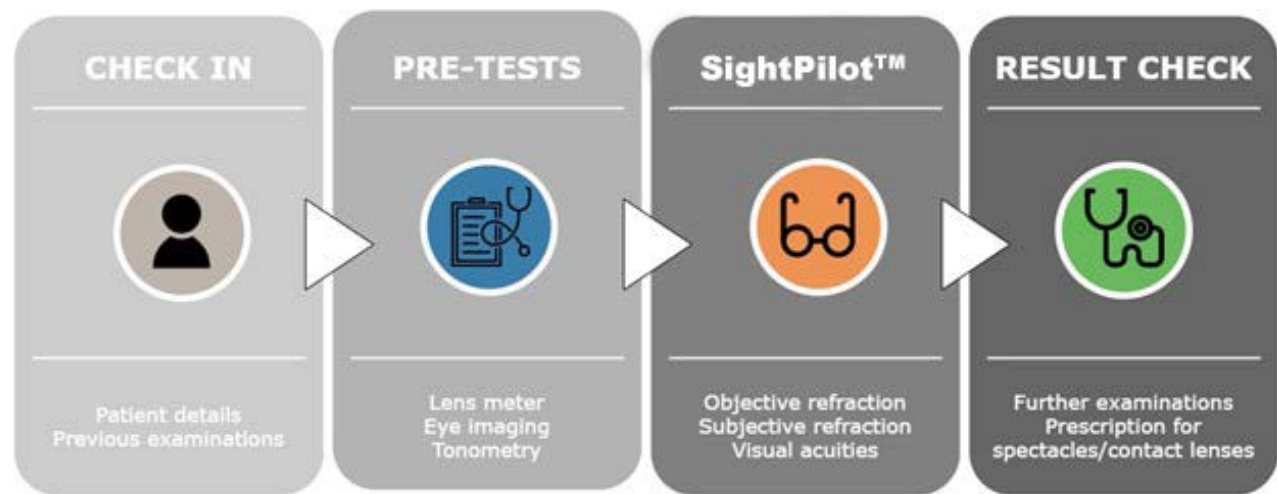 CHECK IN
Patient details
Previous examinations
PRE-TESTS
Lens meter
Eye imaging
Tonometry
SightPilot™
Objective refraction
Subjective refraction
Visual acuities
RESULT CHECK
Further examinations
Prescription for
spectacles/contact lenses